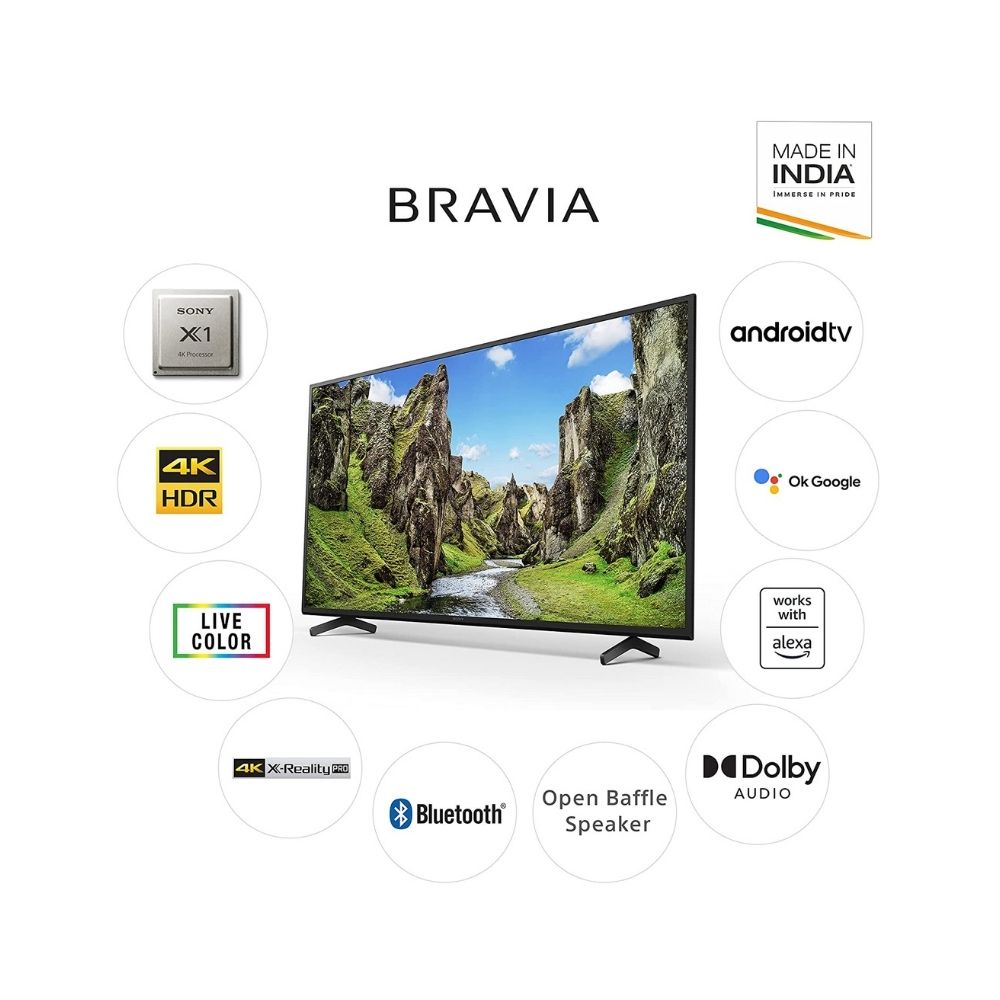 BRAVIA
MADE IN
INDIA
IMMERSE IN PRIDE
SONY
X1
4K Processor
androidtv
4K
HDR
Ok Google
LIVE
COLOR
works
with
alexa
4K X-Reality PRO
Bluetooth®
Open Baffle
Speaker
Dolby
AUDIO
SONY